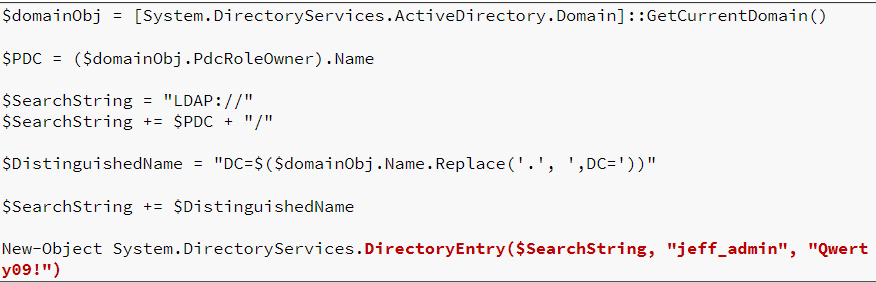 $domainObj = [System.DirectoryServices.ActiveDirectory.Domain]::GetCurrentDomain()
$PDC = ($domainObj.PdcRoleOwner).Name
$SearchString = "LDAP://"
$SearchString += $PDC + "/"
$DistinguishedName = "DC=$($domainObj.Name.Replace('.', ',DC='))"
$SearchString += $DistinguishedName
New-Object System.DirectoryServices.DirectoryEntry($SearchString, "jeff_admin", "Qwert
y09!")